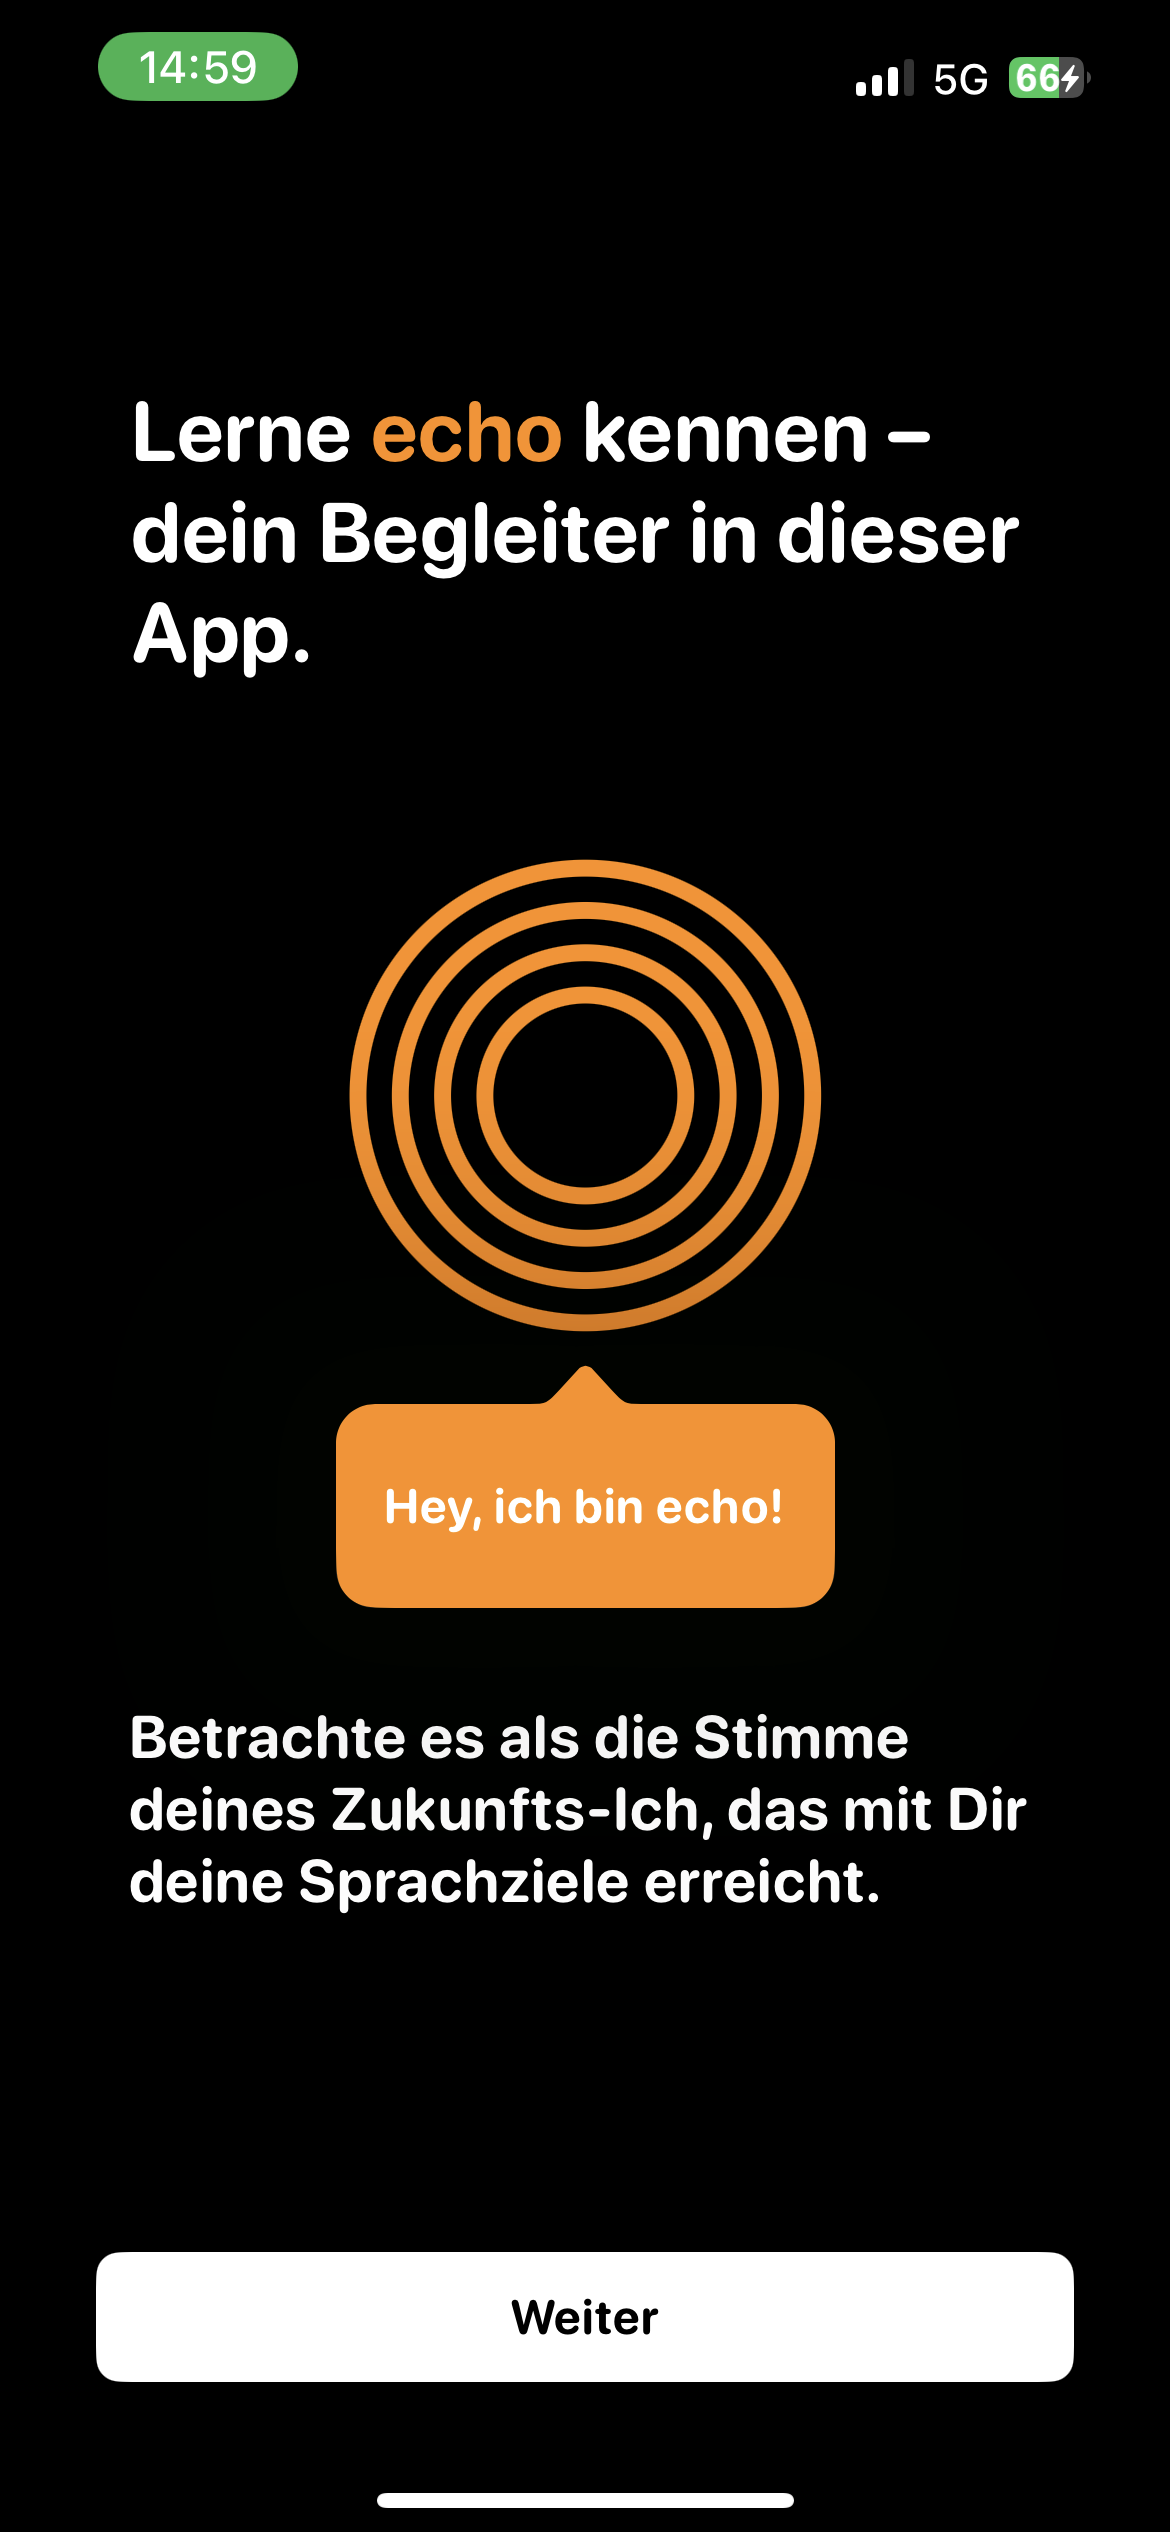 14:59
5G
66
Lerne echo kennen –
dein Begleiter in dieser
App.
Hey, ich bin echo!
Betrachte es als die Stimme
deines Zukunfts-Ich, das mit Dir
deine Sprachziele erreicht.
Weiter